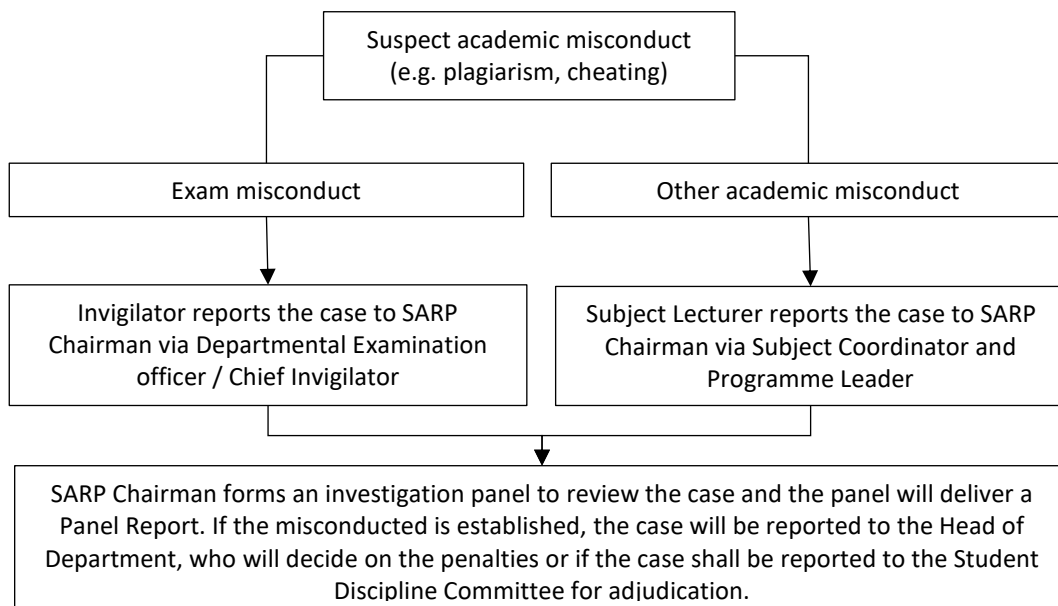 Suspect academic misconduct
(e.g. plagiarism, cheating)
Exam misconduct
Other academic misconduct
Invigilator reports the case to SARP
Chairman via Departmental Examination
officer / Chief Invigilator
Subject Lecturer reports the case to SARP
Chairman via Subject Coordinator and
Programme Leader
SARP Chairman forms an investigation panel to review the case and the panel will deliver a
Panel Report. If the misconducted is established, the case will be reported to the Head of
Department, who will decide on the penalties or if the case shall be reported to the Student
Discipline Committee for adjudication.